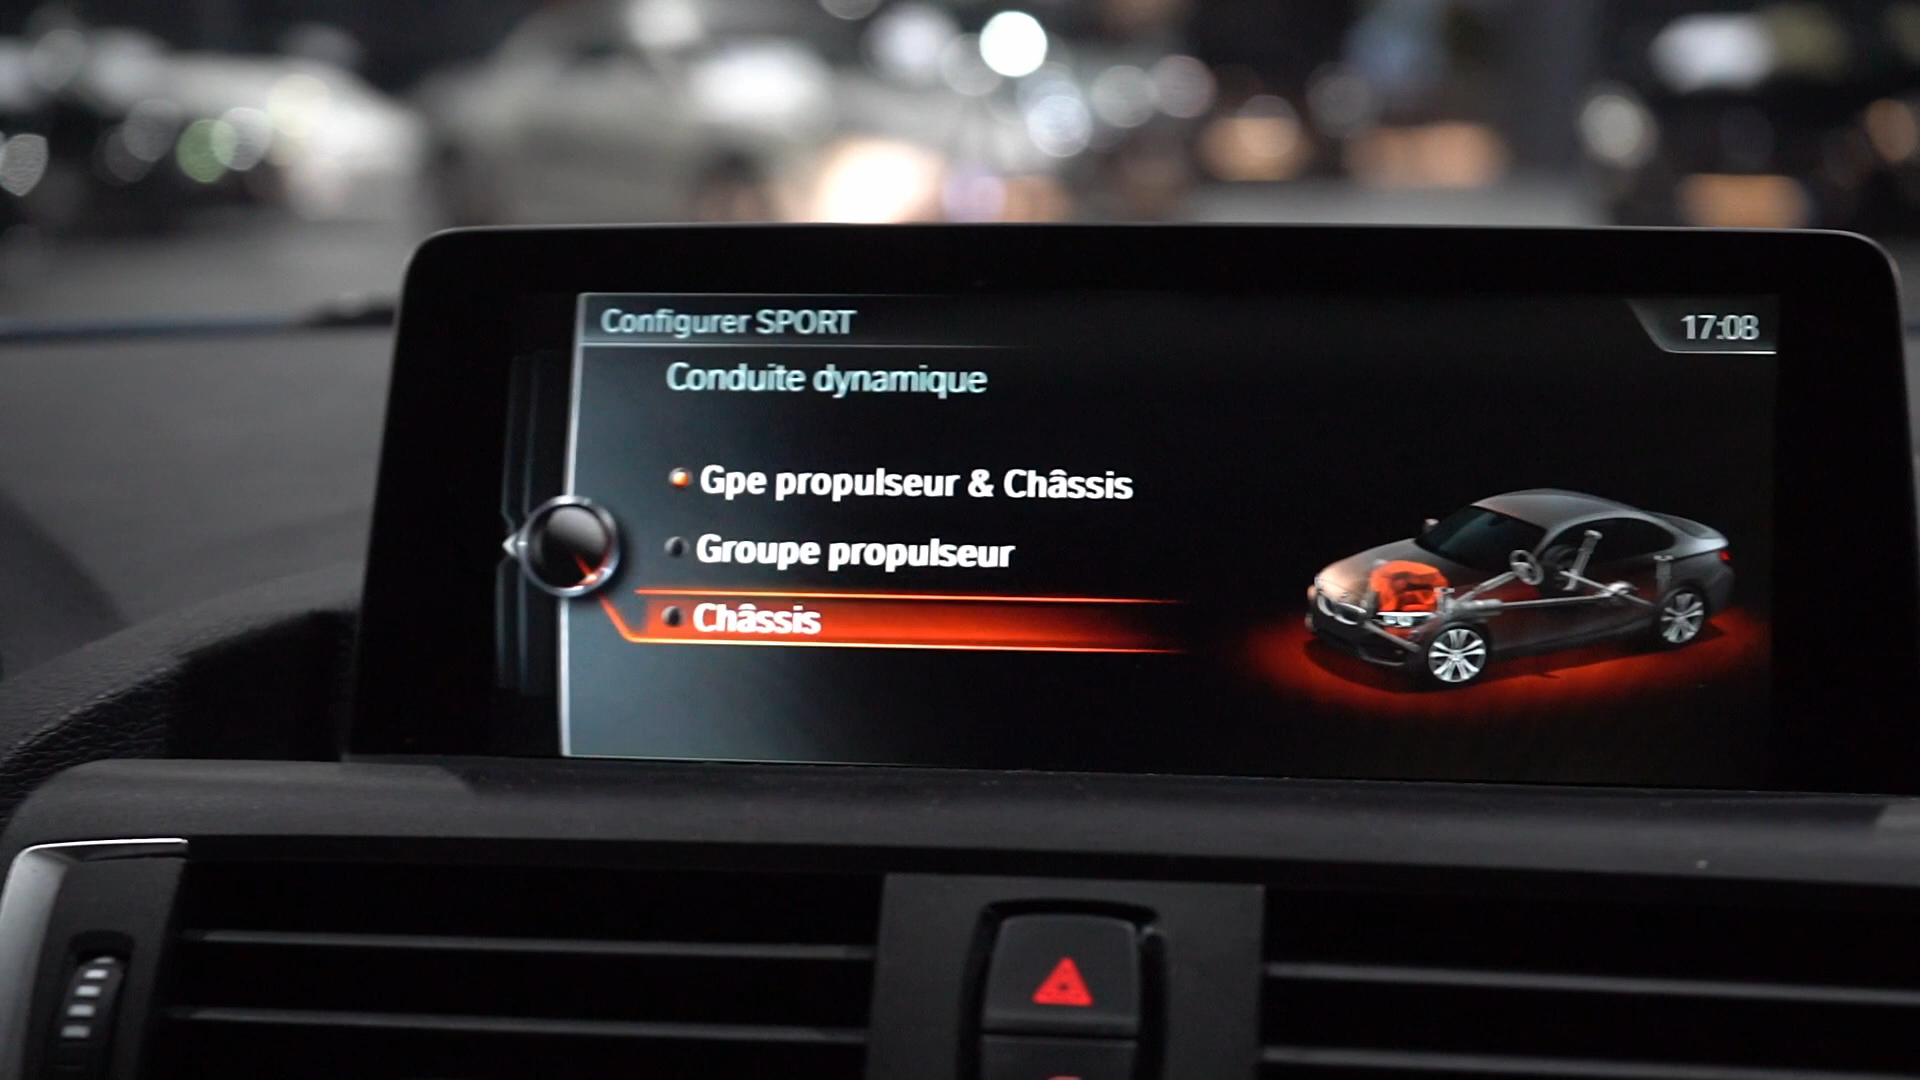 Configurer SPORT
17:08
Conduite dynamique
Gpe propulseur & Châssis
Groupe propulseur
Châssis